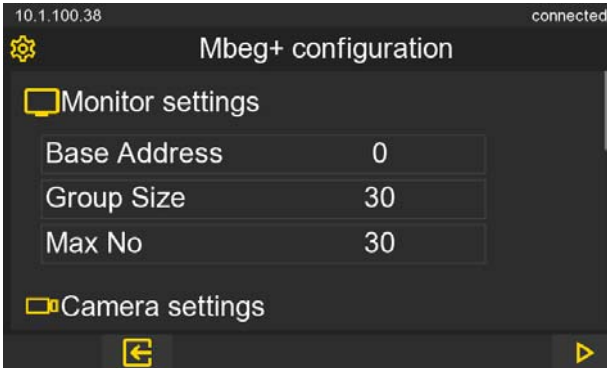 10.1.100.38 connected
Mbeg+ configuration
Monitor settings
Base Address 0
Group Size 30
Max No 30
Camera settings